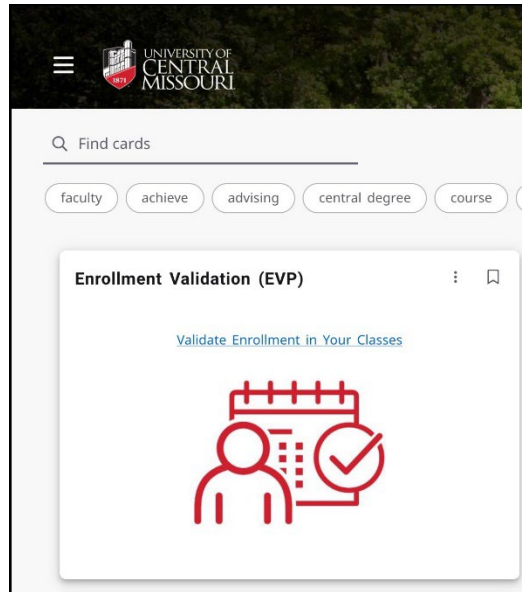 UNIVERSITY OF
CENTRAL
MISSOURI
1871
Find cards
faculty
achieve
advising
central degree
course
Enrollment Validation (EVP)
Validate Enrollment in Your Classes